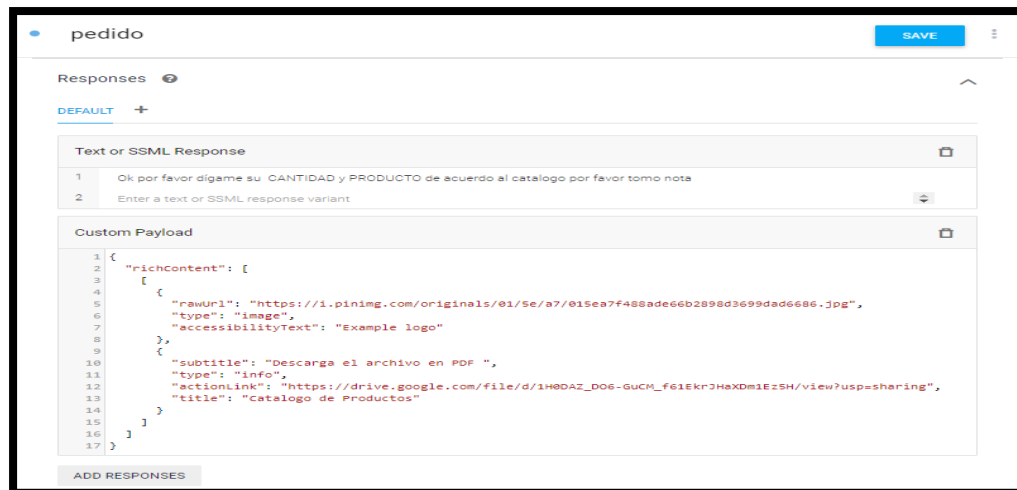 pedido
SAVE
Responses
DEFAULT +
Text or SSML Response
1 Ok por favor dígame su CANTIDAD y PRODUCTO de acuerdo al catalogo por favor tomo nota
2 Enter a text or SSML response variant
Custom Payload
1 {
2 "richContent": [
3 [
4 {
5 "rawUrl": "https://i.pinimg.com/originals/01/5e/a7/015ea7f488ade66b2898d3699dad6686.jpg",
6 "type": "image",
7 "accessibilityText": "Example logo"
8 },
9 {
10 "subtitle": "Descarga el archivo en PDF ",
11 "type": "info",
12 "actionLink": "https://drive.google.com/file/d/1H0DAZ_DO6-GuCM_f61EkrJHaXDm1Ez5H/view?usp=sharing",
13 "title": "Catalogo de Productos"
14 }
15 ]
16 ]
17 }
ADD RESPONSES